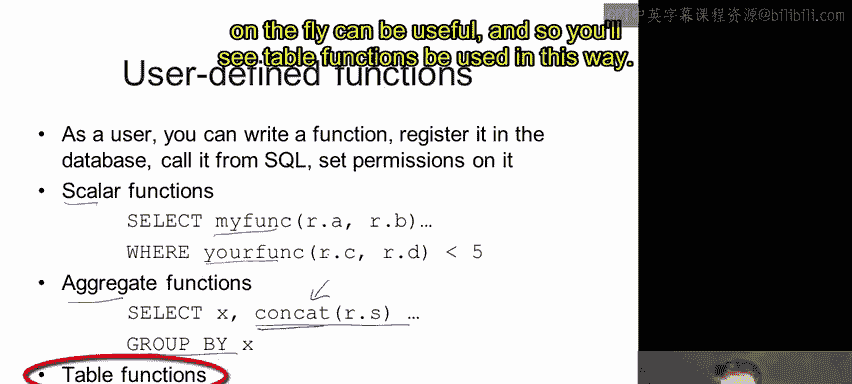 中英字幕课程资源@bilibili.com
on the fly can be useful, and so you'll
see table functions be used in this way.
User-defined functions
• As a user, you can write a function, register it in the
database, call it from SQL, set permissions on it
• Scalar functions
SELECT myfunc(r.a, r.b)…
WHERE yourfunc(r.c, r.d) < 5
• Aggregate functions
SELECT x, concat(r.s) …
GROUP BY x
• Table functions